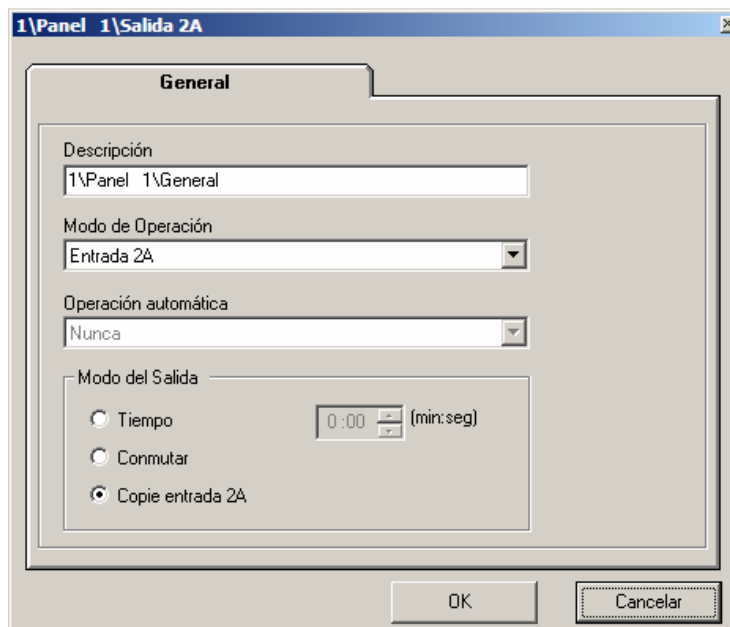 1\Panel 1\Salida 2A
General
Descripción
1\Panel 1\General
Modo de Operación
Entrada 2A
Operación automática
Nunca
Modo del Salida
Tiempo 0:00 (min:seg)
Conmutar
Copie entrada 2A
OK Cancelar